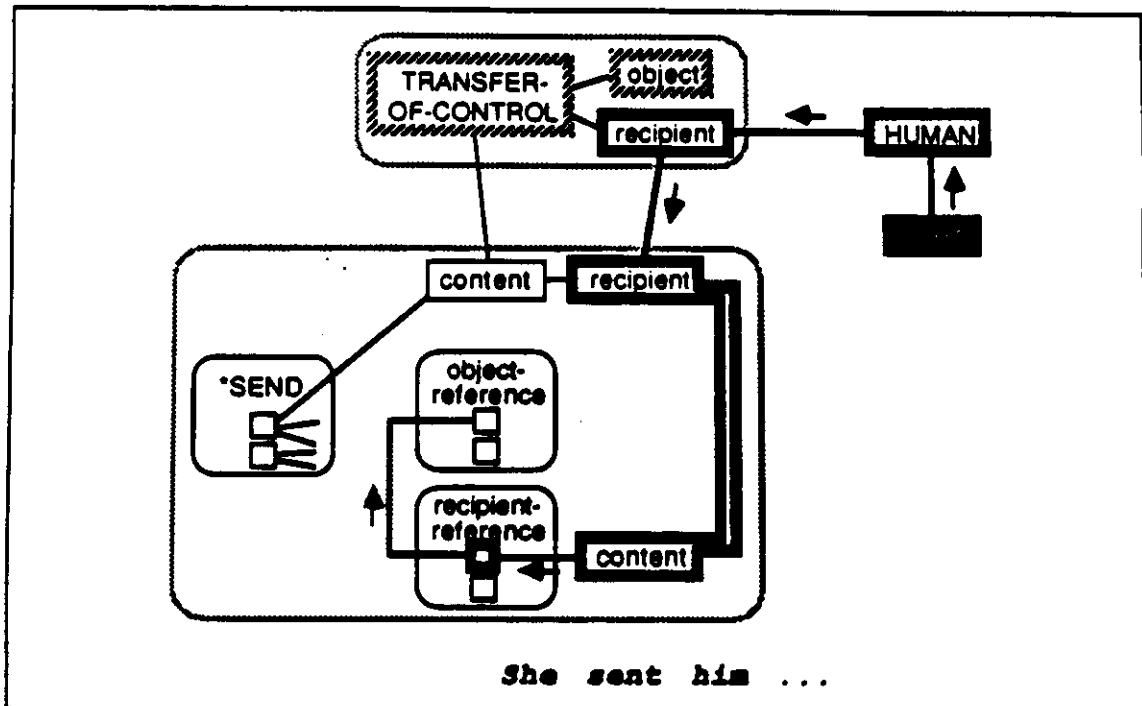 TRANSFER-
OF-CONTROL
object
recipient
HUMAN
content
recipient
*SEND
object-
reference
recipient-
reference
content
She sent him ...